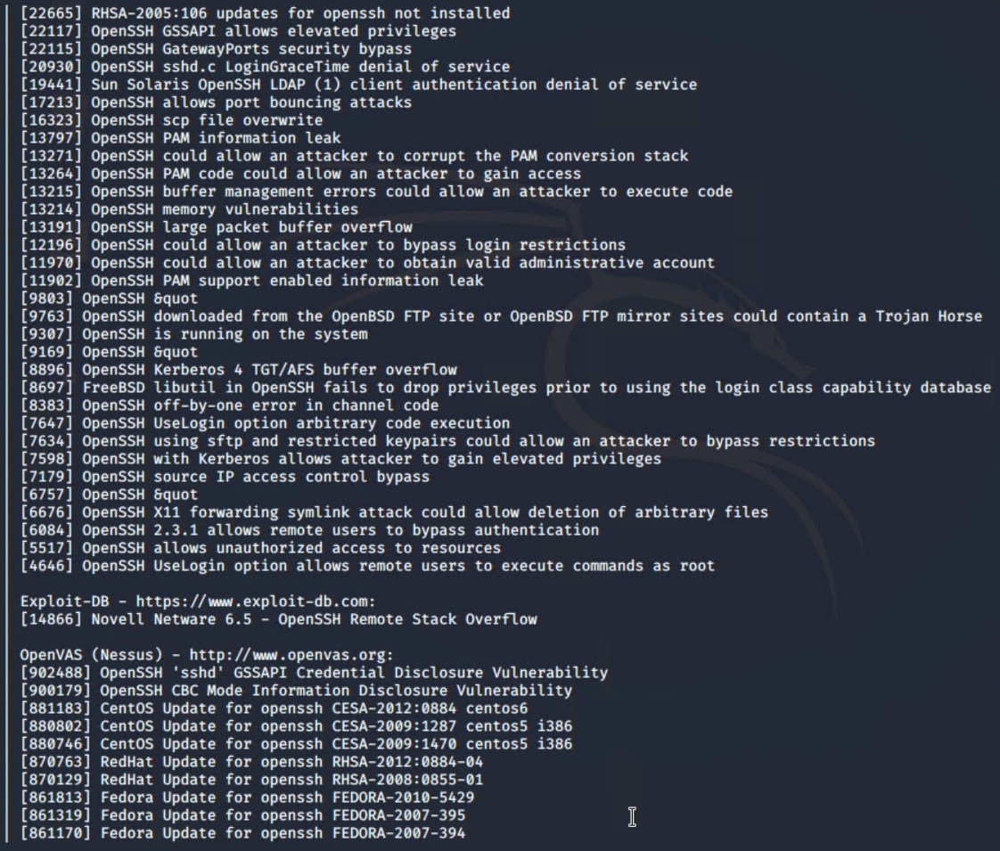 [22665] RHSA-2005:106 updates for openssh not installed
[22117] OpenSSH GSSAPI allows elevated privileges
[22115] OpenSSH GatewayPorts security bypass
[20930] OpenSSH sshd.c LoginGraceTime denial of service
[19441] Sun Solaris OpenSSH LDAP (1) client authentication denial of service
[17213] OpenSSH allows port bouncing attacks
[16323] OpenSSH scp file overwrite
[13797] OpenSSH PAM information leak
[13271] OpenSSH could allow an attacker to corrupt the PAM conversion stack
[13264] OpenSSH PAM code could allow an attacker to gain access
[13215] OpenSSH buffer management errors could allow an attacker to execute code
[13214] OpenSSH memory vulnerabilities
[13191] OpenSSH large packet buffer overflow
[12196] OpenSSH could allow an attacker to bypass login restrictions
[11970] OpenSSH could allow an attacker to obtain valid administrative account
[11902] OpenSSH PAM support enabled information leak
[9803] OpenSSH &quot
[9763] OpenSSH downloaded from the OpenBSD FTP site or OpenBSD FTP mirror sites could contain a Trojan Horse
[9307] OpenSSH is running on the system
[9169] OpenSSH &quot
[8896] OpenSSH Kerberos 4 TGT/AFS buffer overflow
[8697] FreeBSD libutil in OpenSSH fails to drop privileges prior to using the login class capability database
[8383] OpenSSH off-by-one error in channel code
[7647] OpenSSH UseLogin option arbitrary code execution
[7634] OpenSSH using sftp and restricted keypairs could allow an attacker to bypass restrictions
[7598] OpenSSH with Kerberos allows attacker to gain elevated privileges
[7179] OpenSSH source IP access control bypass
[6757] OpenSSH &quot
[6676] OpenSSH X11 forwarding symlink attack could allow deletion of arbitrary files
[6084] OpenSSH 2.3.1 allows remote users to bypass authentication
[5517] OpenSSH allows unauthorized access to resources
[4646] OpenSSH UseLogin option allows remote users to execute commands as root
Exploit-DB - https://www.exploit-db.com:
[14866] Novell Netware 6.5 - OpenSSH Remote Stack Overflow
OpenVAS (Nessus) - http://www.openvas.org:
[902488] OpenSSH 'sshd' GSSAPI Credential Disclosure Vulnerability
[900179] OpenSSH CBC Mode Information Disclosure Vulnerability
[881183] CentOS Update for openssh CESA-2012:0884 centos6
[880802] CentOS Update for openssh CESA-2009:1287 centos5 i386
[880746] CentOS Update for openssh CESA-2009:1470 centos5 i386
[870763] RedHat Update for openssh RHSA-2012:0884-04
[870129] RedHat Update for openssh RHSA-2008:0855-01
[861813] Fedora Update for openssh FEDORA-2010-5429
[861319] Fedora Update for openssh FEDORA-2007-395
[861170] Fedora Update for openssh FEDORA-2007-394